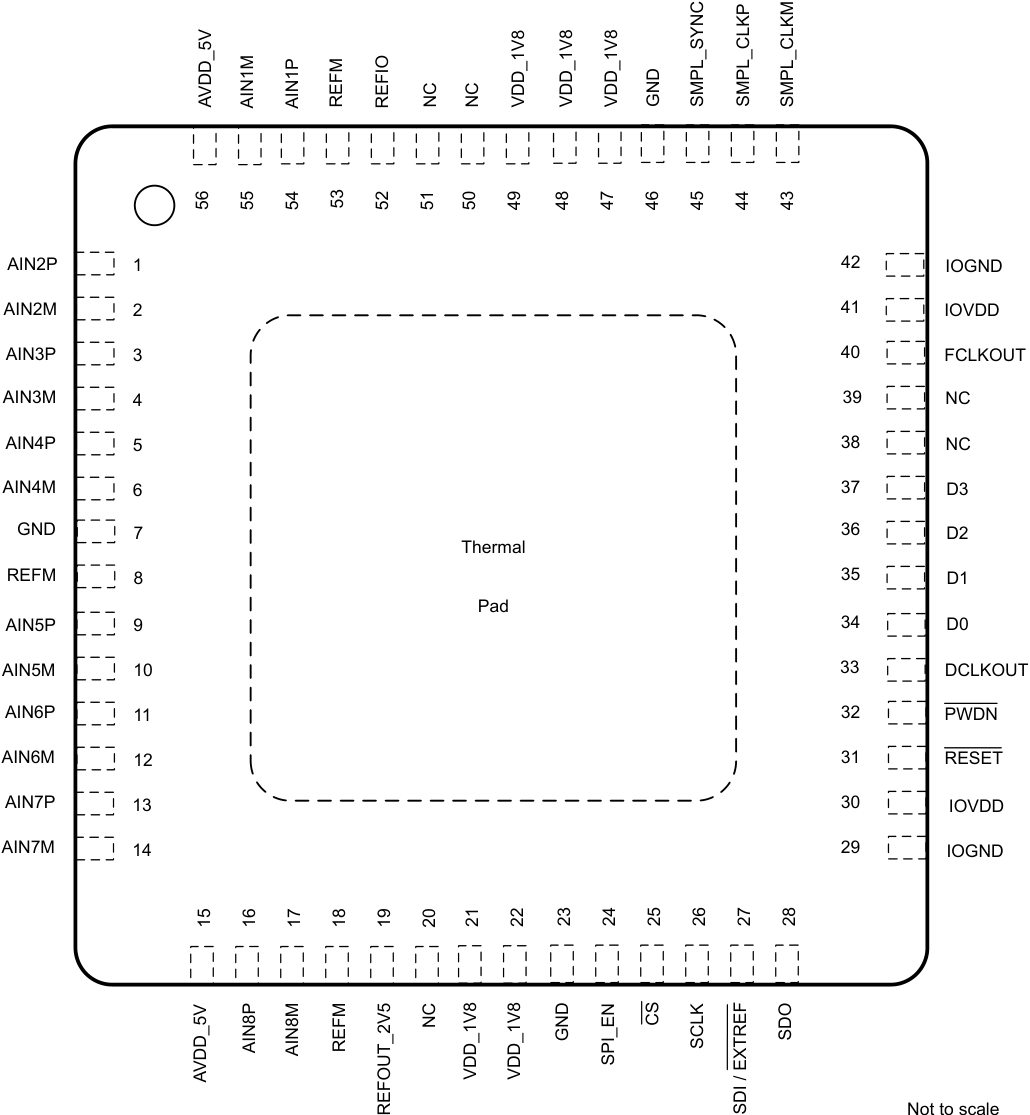 AVDD_5V
AIN1M
AIN1P
REFM
REFIO
NC
NC
VDD_1V8
VDD_1V8
VDD_1V8
GND
SMPL_SYNC
SMPL_CLKP
SMPL_CLKM
56
55
54
53
52
51
50
49
48
47
46
45
44
43
AIN2P 1
AIN2M 2
AIN3P 3
AIN3M 4
AIN4P 5
AIN4M 6
GND 7
REFM 8
AIN5P 9
AIN5M 10
AIN6P 11
AIN6M 12
AIN7P 13
AIN7M 14
Thermal
Pad
42 IOGND
41 IOVDD
40 FCLKOUT
39 NC
38 NC
37 D3
36 D2
35 D1
34 D0
33 DCLKOUT
32 PWDN
31 RESET
30 IOVDD
29 IOGND
15
16
17
18
19
20
21
22
23
24
25
26
27
28
AVDD_5V
AIN8P
AIN8M
REFM
REFOUT_2V5
NC
VDD_1V8
VDD_1V8
GND
SPI_EN
CS
SCLK
SDI / EXTREF
SDO
Not to scale